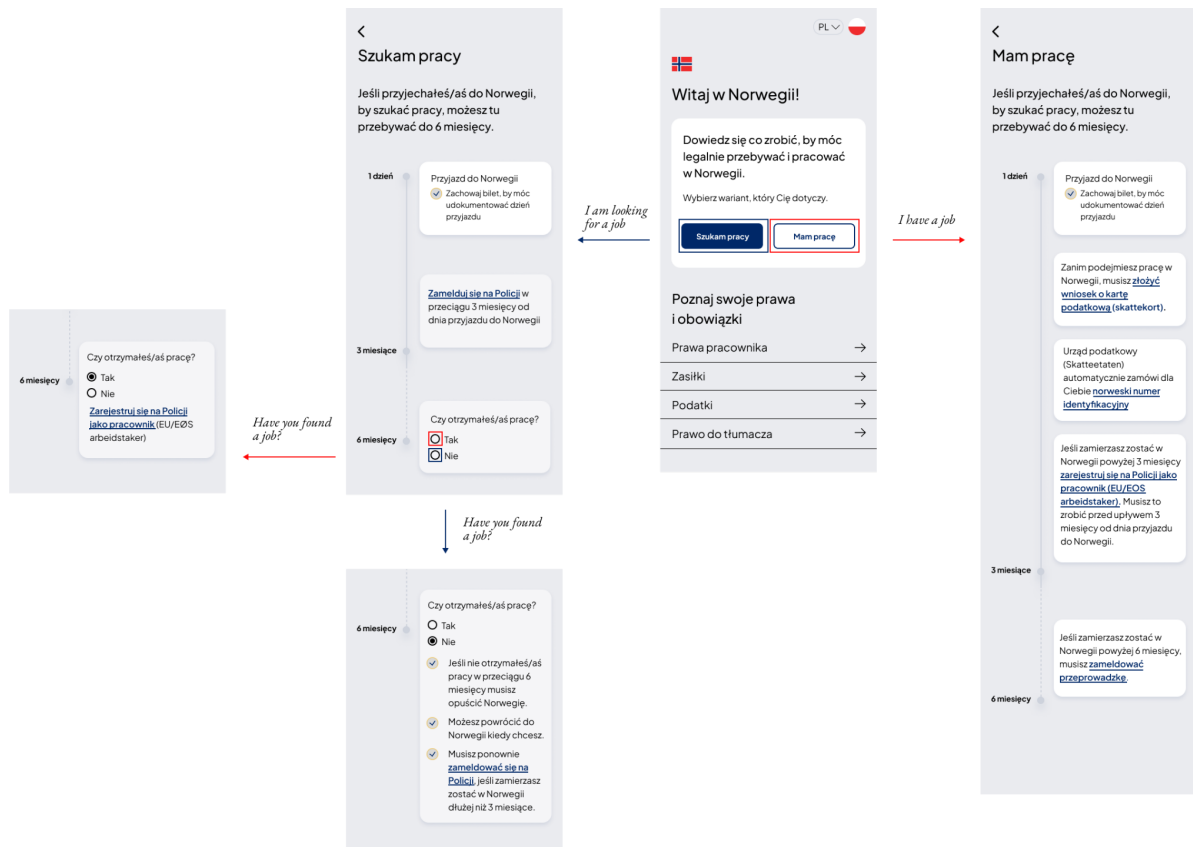 Szukam pracy
Jeśli przyjechałeś/aś do Norwegii,
by szukać pracy, możesz tu
przebywać do 6 miesięcy.
1 dzień
Przyjazd do Norwegii
Zachowaj bilet, by móc
udokumentować dzień
przyjazdu
Zamelduj się na Policji w
przeciągu 3 miesięcy od
dnia przyjazdu do Norwegii
3 miesiące
Czy otrzymałeś/aś pracę?
6 miesięcy
Tak
Nie
Czy otrzymałeś/aś pracę?
6 miesięcy
Tak
Nie
Zarejestruj się na Policji
jako pracownik (EU/EØS
arbeidstaker)
Have you found
a job?
Have you found
a job?
Czy otrzymałeś/aś pracę?
6 miesięcy
Tak
Nie
Jeśli nie otrzymałeś/aś
pracy w przeciągu 6
miesięcy musisz
opuścić Norwegię.
Możesz powrócić do
Norwegii kiedy chcesz.
Musisz ponownie
zameldować się na
Policji, jeśli zamierzasz
zostać w Norwegii
dłużej niż 3 miesiące.
I am looking
for a job
PL
Witaj w Norwegii!
Dowiedz się co zrobić, by móc
legalnie przebywać i pracować
w Norwegii.
Wybierz wariant, który Cię dotyczy.
Szukam pracy
Mam pracę
Poznaj swoje prawa
i obowiązki
Prawa pracownika
Zasiłki
Podatki
Prawo do tłumacza
I have a job
Mam pracę
Jeśli przyjechałeś/aś do Norwegii,
by szukać pracy, możesz tu
przebywać do 6 miesięcy.
1 dzień
Przyjazd do Norwegii
Zachowaj bilet, by móc
udokumentować dzień
przyjazdu
Zanim podejmiesz pracę w
Norwegii, musisz złożyć
wniosek o kartę
podatkową (skattekort).
Urząd podatkowy
(Skatteetaten)
automatycznie zamówi dla
Ciebie norweski numer
identyfikacyjny
Jeśli zamierzasz zostać w
Norwegii powyżej 3 miesięcy
zarejestruj się na Policji jako
pracownik (EU/EOS
arbeidstaker). Musisz to
zrobić przed upływem 3
miesięcy od dnia przyjazdu
do Norwegii.
3 miesiące
Jeśli zamierzasz zostać w
Norwegii powyżej 6 miesięcy,
musisz zameldować
przeprowadzkę.
6 miesięcy